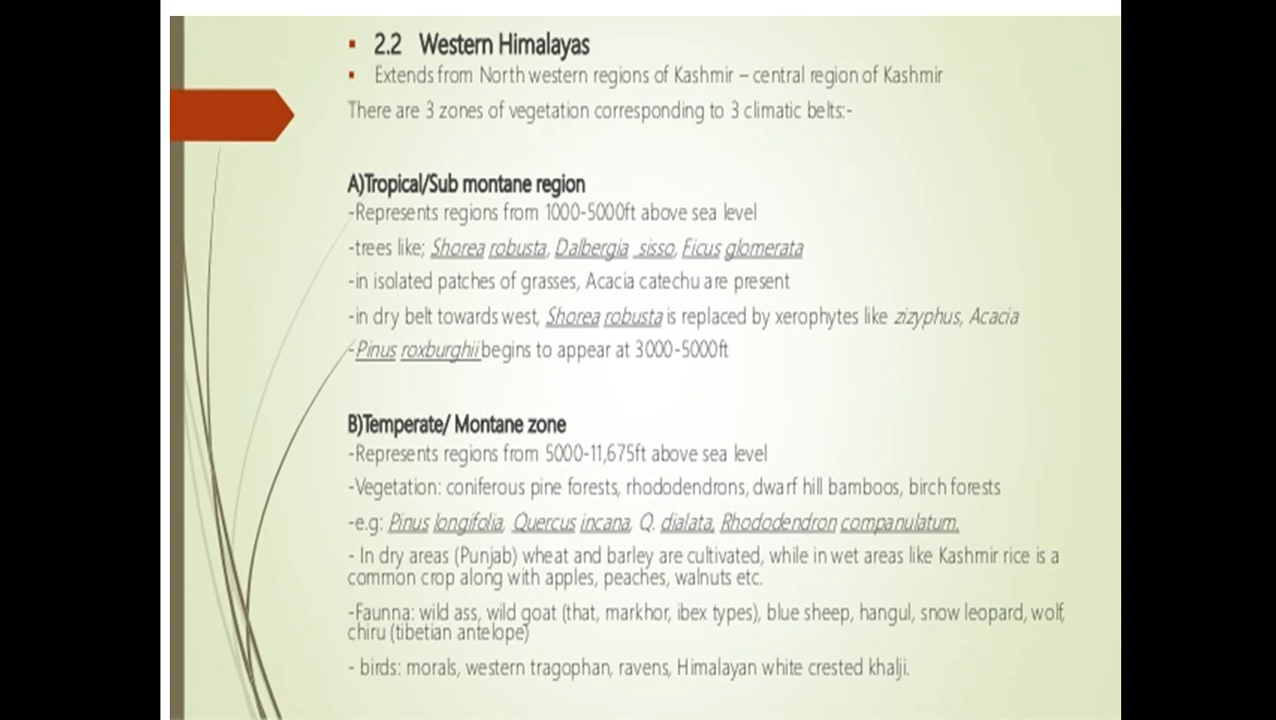 2.2 Western Himalayas
Extends from North western regions of Kashmir – central region of Kashmir
There are 3 zones of vegetation corresponding to 3 climatic belts:-
A)Tropical/Sub montane region
-Represents regions from 1000-5000ft above sea level
-trees like; Shorea robusta, Dalbergia sisso, Ficus glomerata
-in isolated patches of grasses, Acacia catechu are present
-in dry belt towards west, Shorea robusta is replaced by xerophytes like zizyphus, Acacia
-Pinus roxburghii begins to appear at 3000-5000ft
B)Temperate/ Montane zone
-Represents regions from 5000-11,675ft above sea level
-Vegetation: coniferous pine forests, rhododendrons, dwarf hill bamboos, birch forests
-e.g: Pinus longifolia, Quercus incana, Q. dialata, Rhododendron companulatum.
- In dry areas (Punjab) wheat and barley are cultivated, while in wet areas like Kashmir rice is a
common crop along with apples, peaches, walnuts etc.
-Faunna: wild ass, wild goat (that, markhor, ibex types), blue sheep, hangul, snow leopard, wolf,
chiru (tibetian antelope)
- birds: morals, western tragophan, ravens, Himalayan white crested khalji.